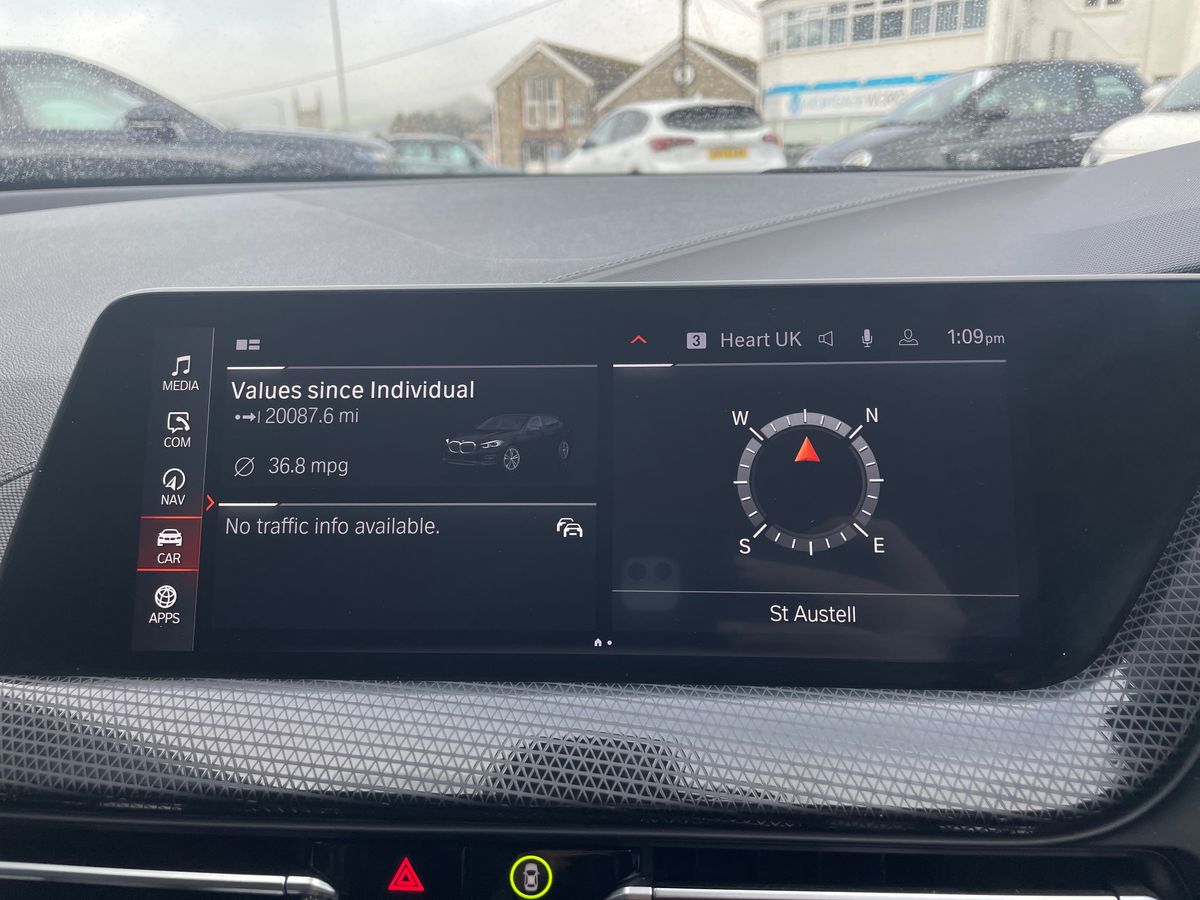 3 Heart UK 1:09pm
MEDIA
COM
NAV
CAR
APPS
Values since Individual
20087.6 mi
36.8 mpg
No traffic info available.
W N
S E
St Austell